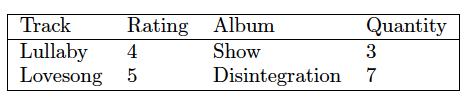 Track Rating Album Quantity
Lullaby 4 Show 3
Lovesong 5 Disintegration 7